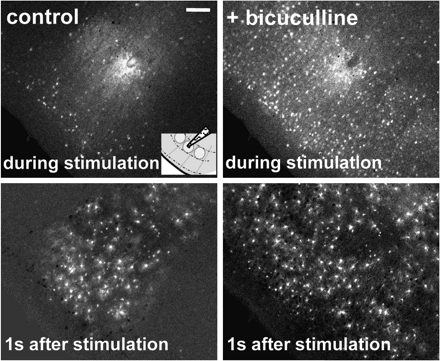 control
+ bicuculline
during stimulation
during stimulation
1s after stimulation
1s after stimulation